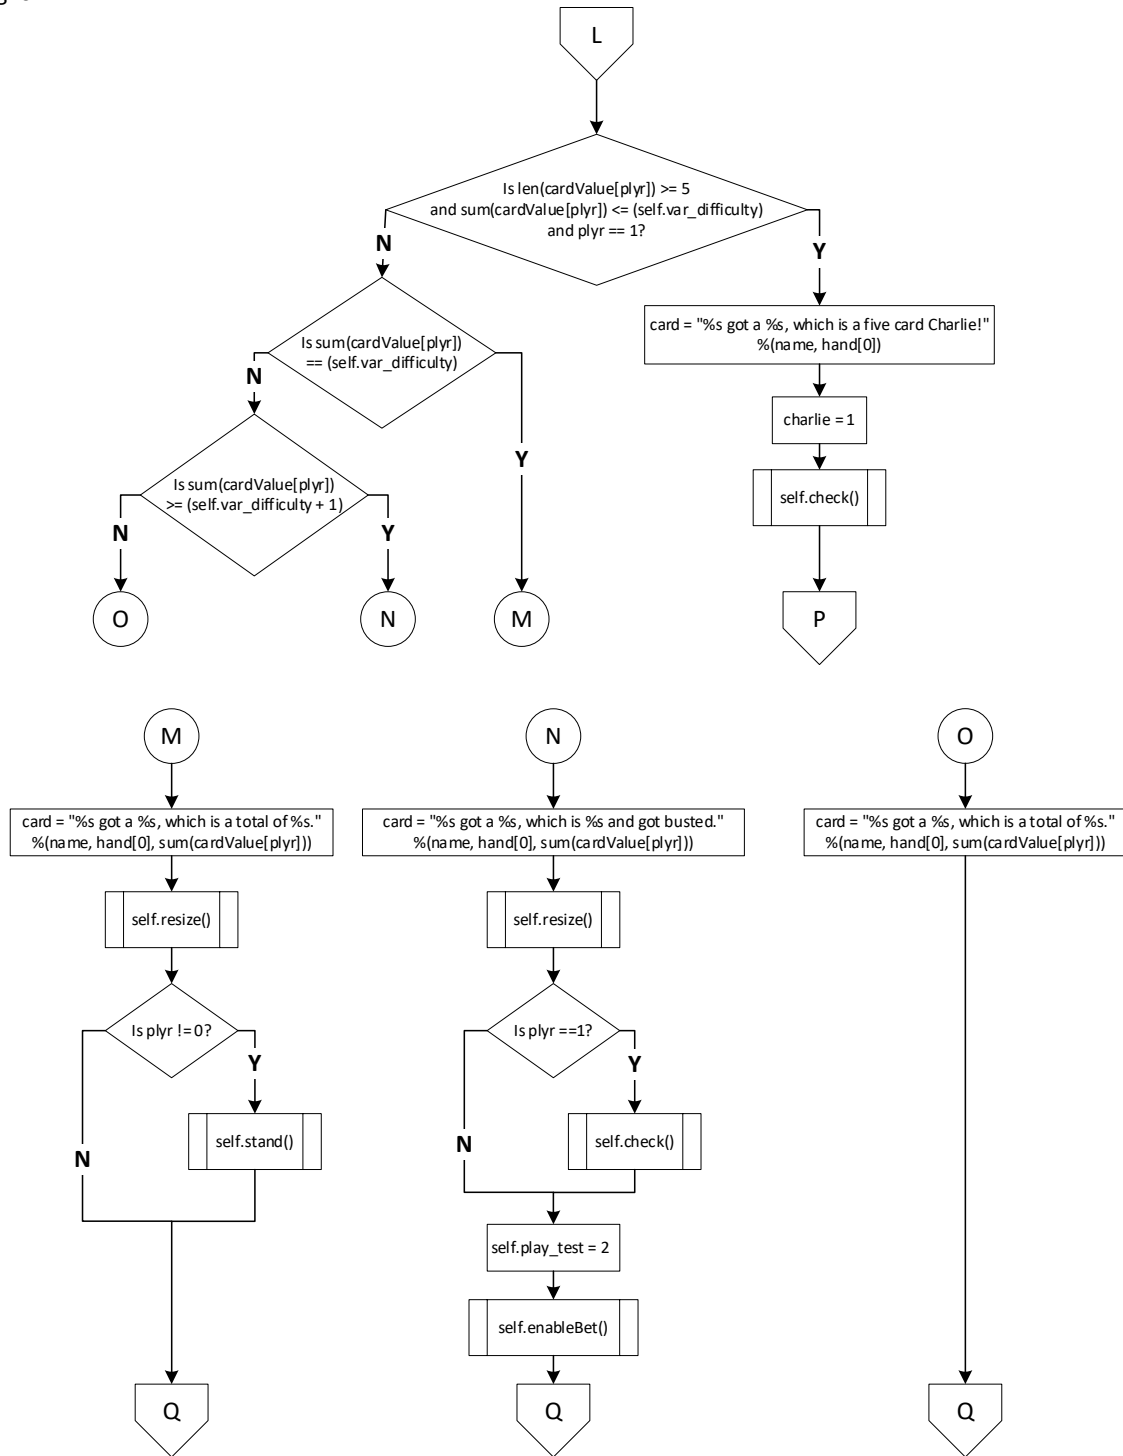 L
Is len(cardValue[plyr]) >= 5
and sum(cardValue[plyr]) <= (self.var_difficulty)
and plyr == 1?
N
Y
Is sum(cardValue[plyr])
== (self.var_difficulty)
card = "%s got a %s, which is a five card Charlie!"
%(name, hand[0])
N
Y
charlie = 1
Is sum(cardValue[plyr])
>= (self.var_difficulty + 1)
self.check()
N
Y
O
N
M
P
M
N
O
card = "%s got a %s, which is a total of %s."
%(name, hand[0], sum(cardValue[plyr]))
card = "%s got a %s, which is %s and got busted."
%(name, hand[0], sum(cardValue[plyr]))
card = "%s got a %s, which is a total of %s."
%(name, hand[0], sum(cardValue[plyr]))
self.resize()
self.resize()
Is plyr != 0?
Y
Is plyr ==1?
Y
self.stand()
N
self.check()
N
self.play_test = 2
self.enableBet()
Q
Q
Q